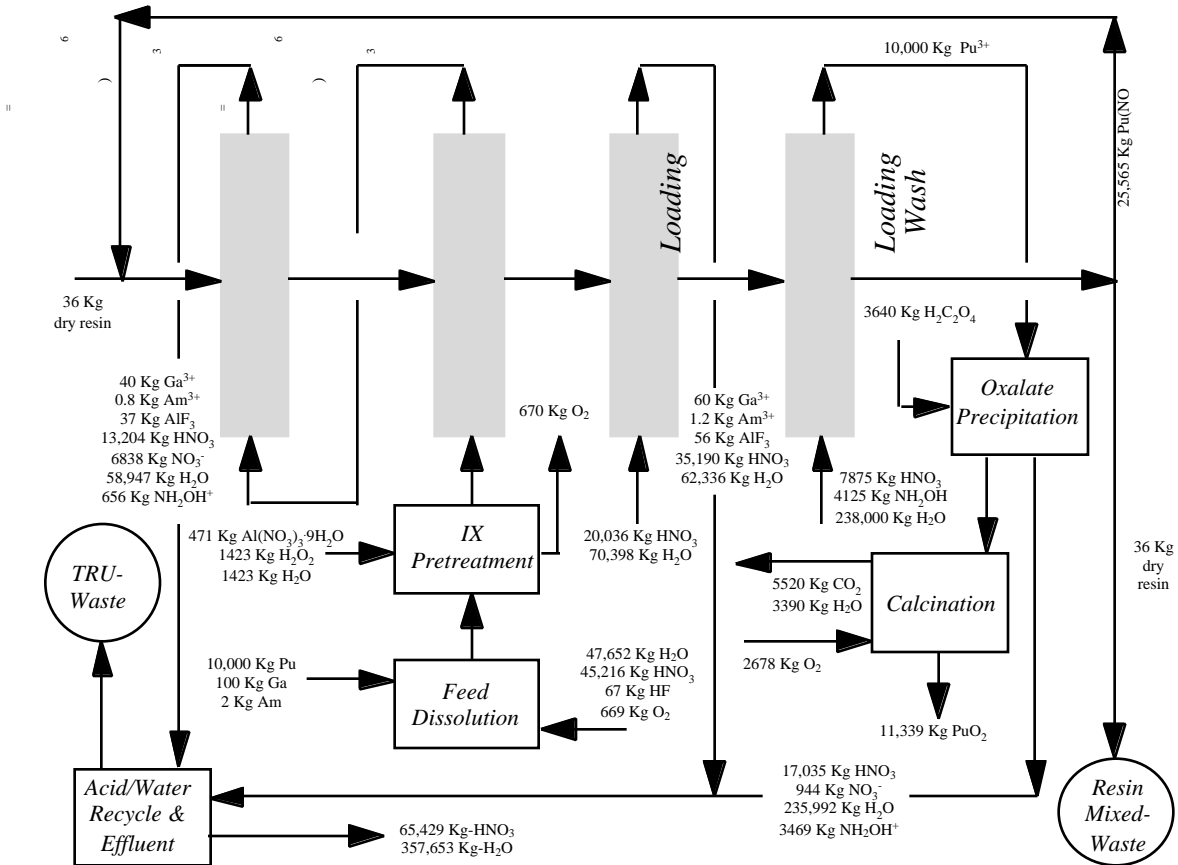 6
3
6
3
)
)
=
=
10,000 Kg Pu3+
25,565 Kg Pu(NO
Loading
Loading
Wash
36 Kg
dry resin
3640 Kg H2C2O4
Oxalate
Precipitation
40 Kg Ga3+
0.8 Kg Am3+
37 Kg AlF3
13,204 Kg HNO3
6838 Kg NO3-
58,947 Kg H2O
656 Kg NH2OH+
670 Kg O2
60 Kg Ga3+
1.2 Kg Am3+
56 Kg AlF3
35,190 Kg HNO3
62,336 Kg H2O
7875 Kg HNO3
4125 Kg NH2OH
238,000 Kg H2O
471 Kg Al(NO3)3·9H2O
1423 Kg H2O2
1423 Kg H2O
IX
Pretreatment
20,036 Kg HNO3
70,398 Kg H2O
36 Kg
dry
resin
TRU-
Waste
5520 Kg CO2
3390 Kg H2O
Calcination
2678 Kg O2
10,000 Kg Pu
100 Kg Ga
2 Kg Am
Feed
Dissolution
47,652 Kg H2O
45,216 Kg HNO3
67 Kg HF
669 Kg O2
11,339 Kg PuO2
Acid/Water
Recycle &
Effluent
65,429 Kg-HNO3
357,653 Kg-H2O
17,035 Kg HNO3
944 Kg NO3-
235,992 Kg H2O
3469 Kg NH2OH+
Resin
Mixed-
Waste